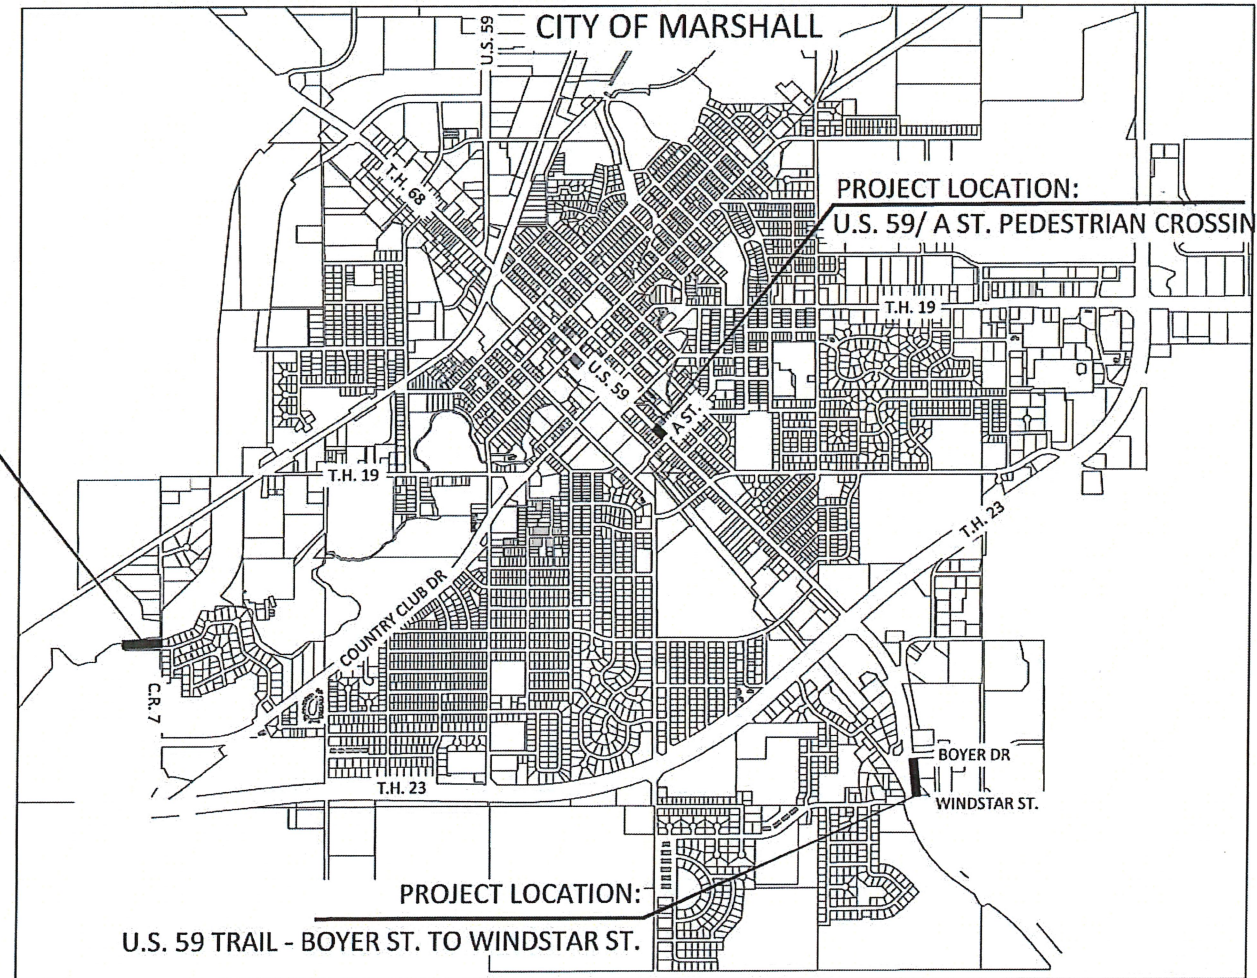 CITY OF MARSHALL
U.S. 59
T.H. 68
PROJECT LOCATION:
U.S. 59/ A ST. PEDESTRIAN CROSSIN
T.H. 19
U.S. 59
A ST.
T.H. 19
T.H. 23
COUNTRY CLUB DR
C.R. 7
BOYER DR
T.H. 23
WINDSTAR ST.
PROJECT LOCATION:
U.S. 59 TRAIL - BOYER ST. TO WINDSTAR ST.